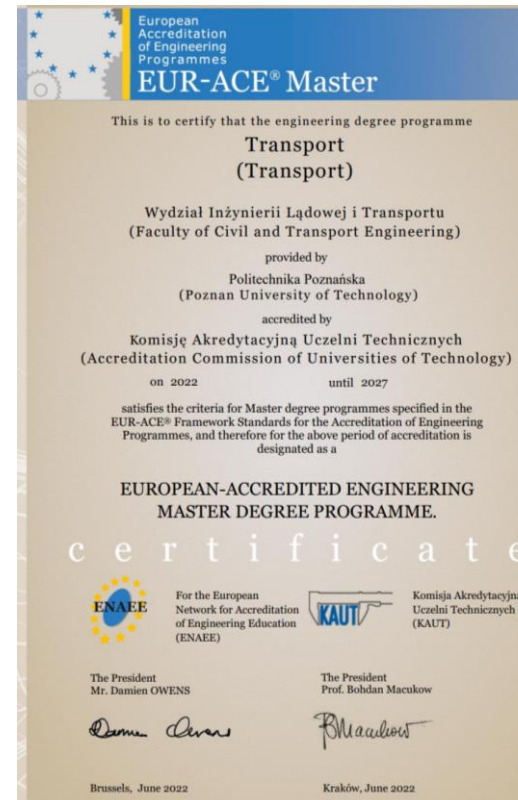 European
Accreditation
of Engineering
Programmes
EUR-ACE® Master
This is to certify that the engineering degree programme
Transport
(Transport)
Wydział Inżynierii Lądowej i Transportu
(Faculty of Civil and Transport Engineering)
provided by
Politechnika Poznańska
(Poznan University of Technology)
accredited by
Komisję Akredytacyjną Uczelni Technicznych
(Accreditation Commission of Universities of Technology)
on 2022 until 2027
satisfies the criteria for Master degree programmes specified in the
EUR-ACE® Framework Standards for the Accreditation of Engineering
Programmes, and therefore for the above period of accreditation is
designated as a
EUROPEAN-ACCREDITED ENGINEERING
MASTER DEGREE PROGRAMME.
certificate
ENAEE
For the European
Network for Accreditation
of Engineering Education
(ENAEE)
KAUT
Komisja Akredytacyjna
Uczelni Technicznych
(KAUT)
The President
Mr. Damien OWENS
The President
Prof. Bohdan Macukow
Damien Owens
BMacukow
Brussels, June 2022
Kraków, June 2022